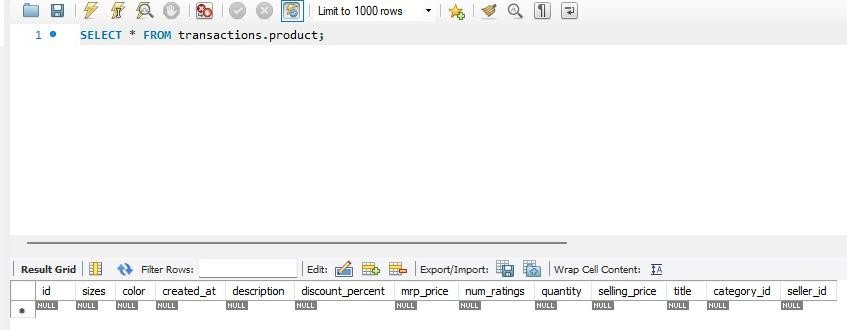 Limit to 1000 rows
1 SELECT * FROM transactions.product;
Result Grid Filter Rows: Edit: Export/Import: Wrap Cell Content: IA
id sizes color created_at description discount_percent mrp_price num_ratings quantity selling_price title category_id seller_id
NULL NULL NULL NULL NULL NULL NULL NULL NULL NULL NULL NULL NULL